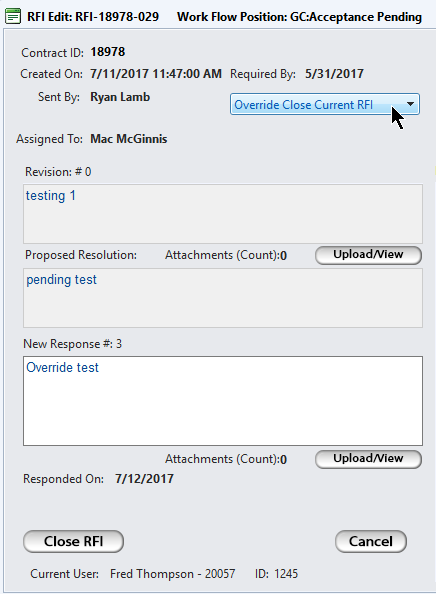 RFI Edit: RFI-18978-029 Work Flow Position: GC:Acceptance Pending
Contract ID: 18978
Created On: 7/11/2017 11:47:00 AM Required By: 5/31/2017
Sent By: Ryan Lamb Override Close Current RFI
Assigned To: Mac McGinnis
Revision: # 0
testing 1
Proposed Resolution: Attachments (Count):0 Upload/View
pending test
New Response #: 3
Override test
Attachments (Count):0 Upload/View
Responded On: 7/12/2017
Close RFI Cancel
Current User: Fred Thompson - 20057 ID: 1245